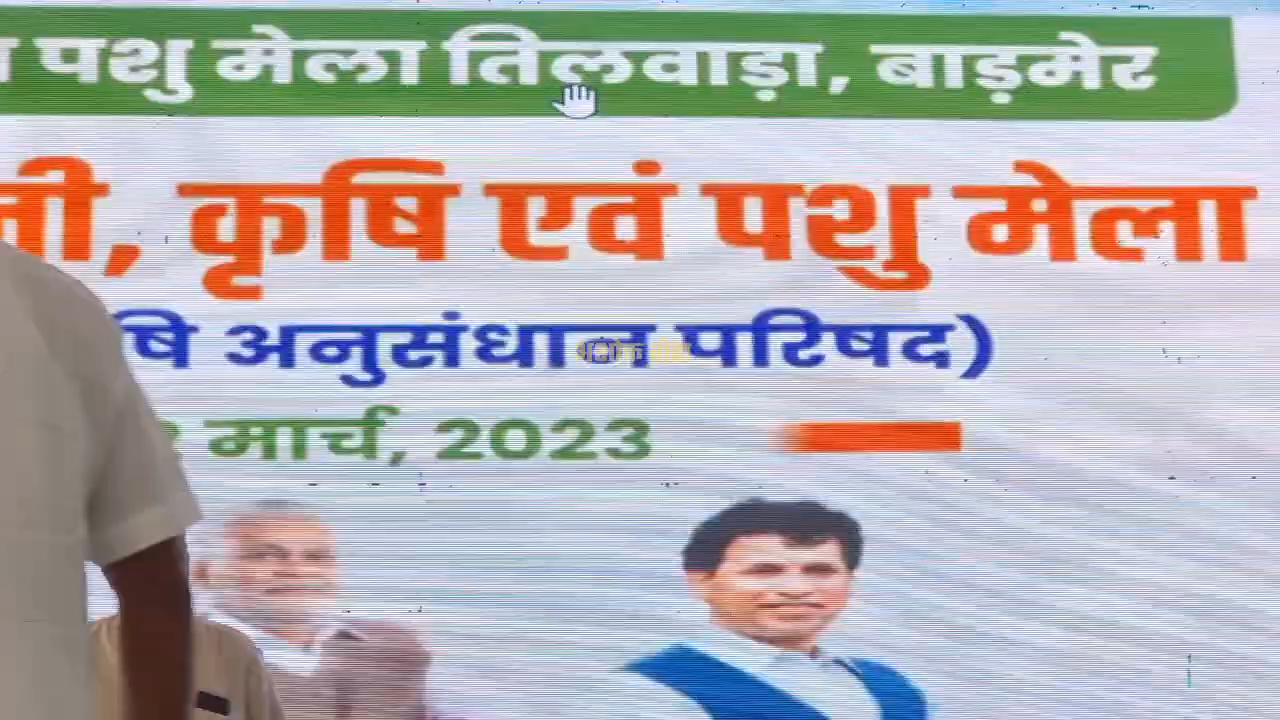 पशु मेला तिलवाड़ा, बाड़मेर
कृषि एवं पशु मेला
अनुसंधान परिषद)
मार्च, 2023